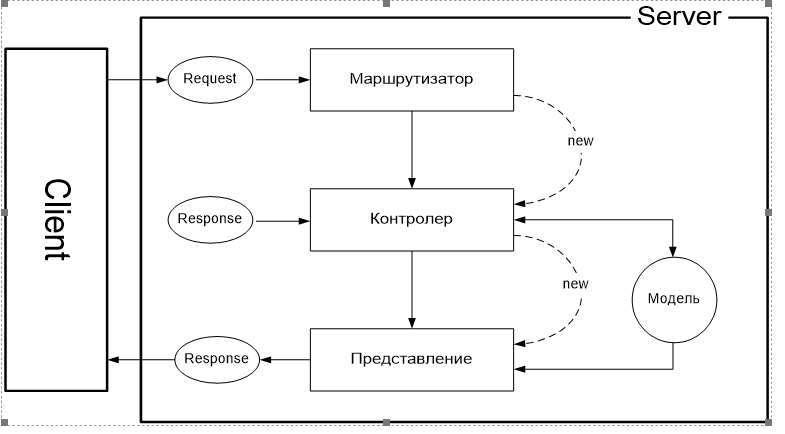 Server
Request
Маршрутизатор
new
Client
Response
Контролер
new
Модель
Response
Представление